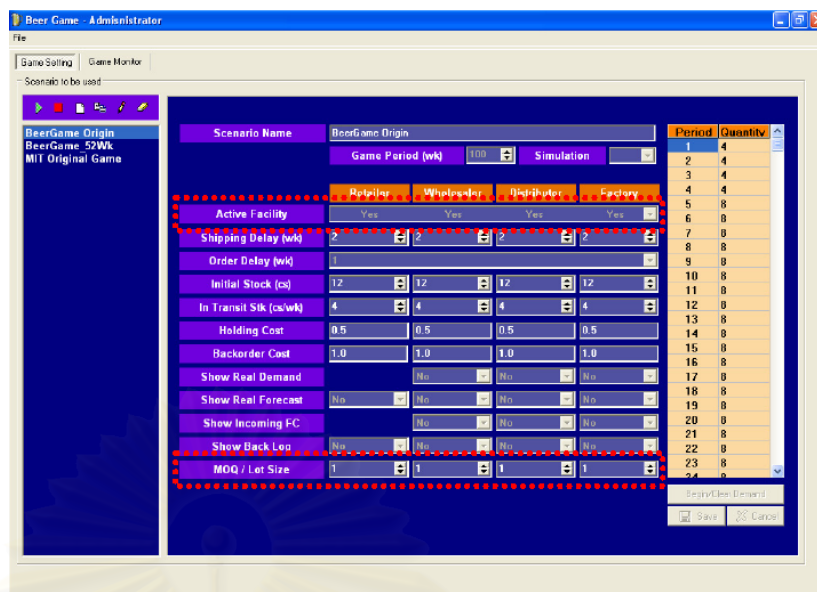 Beer Game - Admisnistrator
File
Game Setting Game Monitor
Scenario to be used
BeerGame Origin
BeerGame_52Wk
MIT Original Game
Scenario Name BeerGame Origin
Game Period (wk) 100 Simulation
Retailer Wholesaler Distributer Factory
Active Facility Yes Yes Yes Yes
Shipping Delay (wk) 2 2 2 2
Order Delay (wk) 1
Initial Stock (cs) 12 12 12 12
In Transit Stk (cs/wk) 4 4 4 4
Holding Cost 0.5 0.5 0.5 0.5
Backorder Cost 1.0 1.0 1.0 1.0
Show Real Demand No No No
Show Real Forecast No No No No
Show Incoming FC No No No
Show Back Log No No No No
MOQ / Lot Size 1 1 1 1
Period Quantity
1 4
2 4
3 4
4 4
5 8
6 8
7 8
8 8
9 8
10 8
11 8
12 8
13 8
14 8
15 8
16 8
17 8
18 8
19 8
20 8
21 8
22 8
23 8
24 8
Begin/Clear Demand
Save Cancel